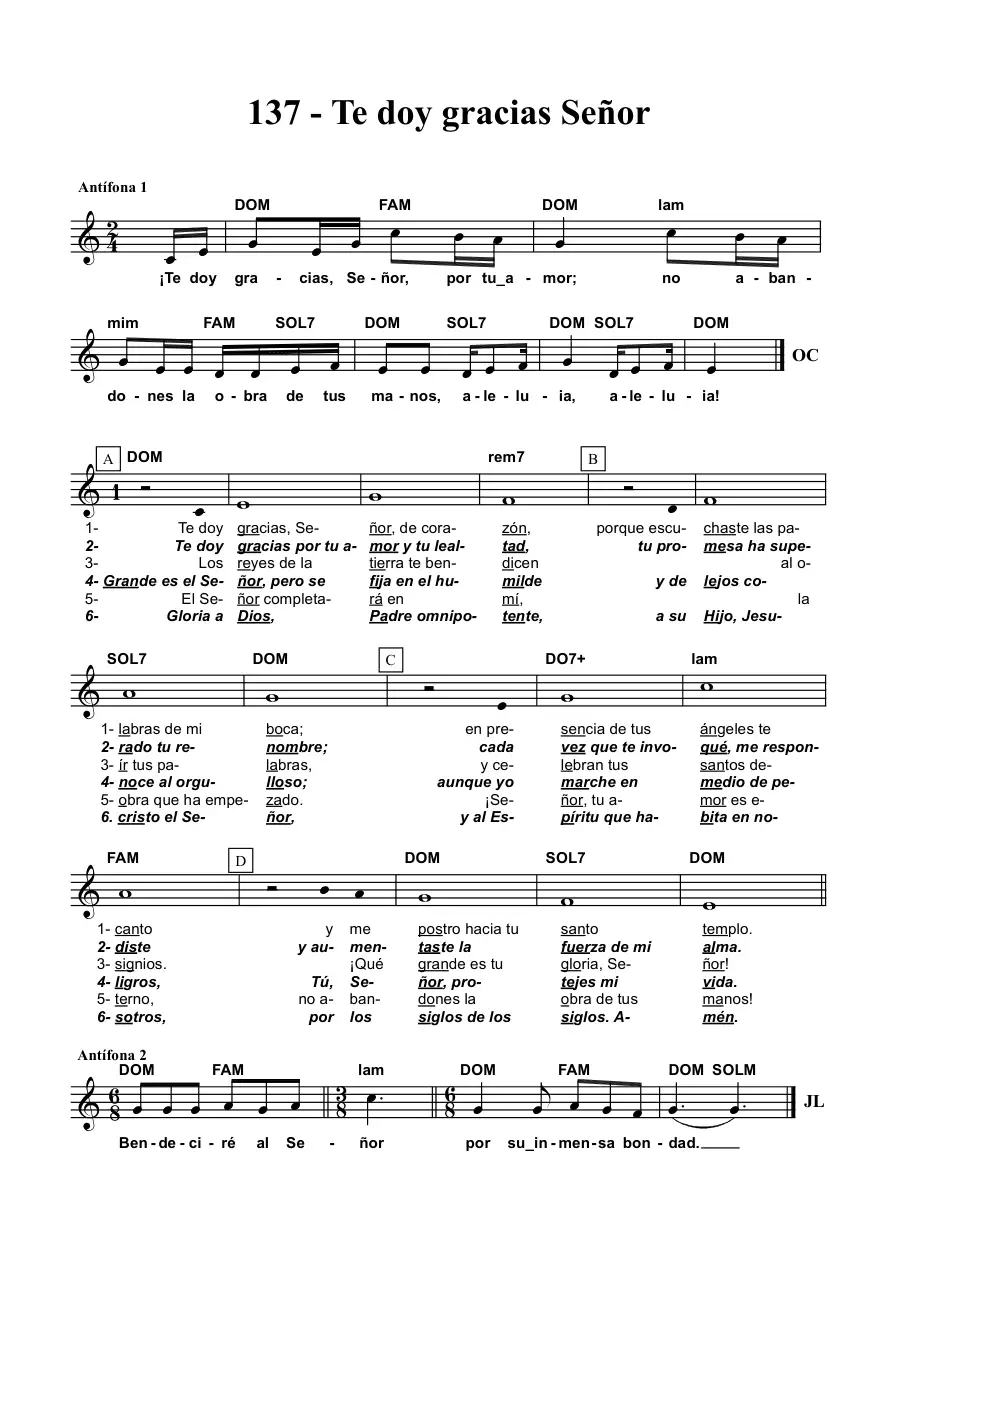 137 - Te doy gracias Señor
Antífona 1
DOM FAM DOM lam
2
4
¡Te doy gra - cias, Se - ñor, por tu_a - mor; no a - ban -
mim FAM SOL7 DOM SOL7 DOM SOL7 DOM
OC
do - nes la o - bra de tus ma - nos, a - le - lu - ia, a - le - lu - ia!
A DOM rem7 B
1
1- Te doy gracias, Se- ñor, de cora- zón, porque escu- chaste las pa-
2- Te doy gracias por tu a- mor y tu leal- tad, tu pro- mesa ha supe-
3- Los reyes de la tierra te ben- dicen al o-
4- Grande es el Se- ñor, pero se fija en el hu- milde y de lejos co-
5- El Se- ñor completa- rá en mí, la
6- Gloria a Dios, Padre omnipo- tente, a su Hijo, Jesu-
SOL7 DOM C DO7+ lam
1- labras de mi boca; en pre- sencia de tus ángeles te
2- rado tu re- nombre; cada vez que te invo- qué, me respon-
3- ír tus pa- labras, y ce- lebran tus santos de-
4- noce al orgu- lloso; aunque yo marche en medio de pe-
5- obra que ha empe- zado. ¡Se- ñor, tu a- mor es e-
6. cristo el Se- ñor, y al Es- píritu que ha- bita en no-
FAM D DOM SOL7 DOM
1- canto y me postro hacia tu santo templo.
2- diste y au- men- taste la fuerza de mi alma.
3- signios. ¡Qué grande es tu gloria, Se- ñor!
4- ligros, Tú, Se- ñor, pro- tejes mi vida.
5- terno, no a- ban- dones la obra de tus manos!
6- sotros, por los siglos de los siglos. A- mén.
Antífona 2
DOM FAM lam DOM FAM DOM SOLM
6 3 6
8 8 8
JL
Ben - de - ci - ré al Se - ñor por su_in - men - sa bon - dad.